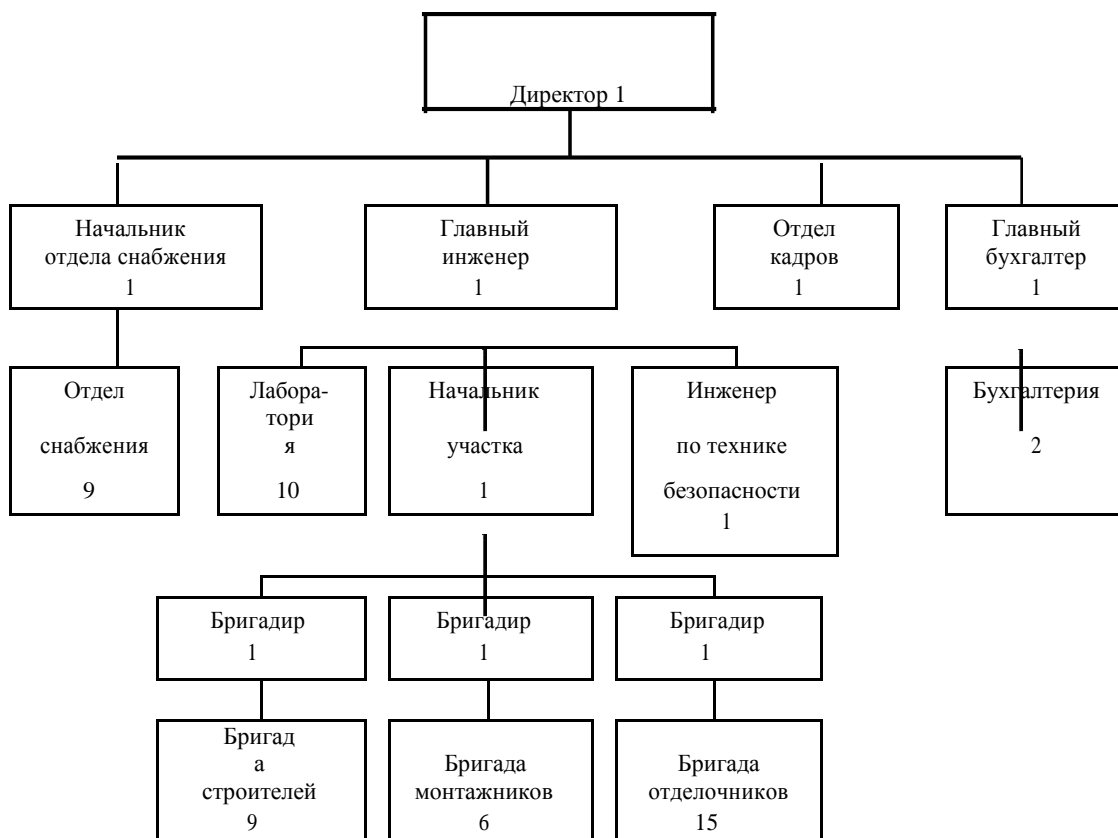 Директор 1
Начальник
отдела снабжения
1
Главный
инженер
1
Отдел
кадров
1
Главный
бухгалтер
1
Отдел
снабжения
9
Лабора-
тори
я
10
Начальник
участка
1
Инженер
по технике
безопасности
1
Бухгалтерия
2
Бригадир
1
Бригадир
1
Бригадир
1
Бригад
а
строителей
9
Бригада
монтажников
6
Бригада
отделочников
15